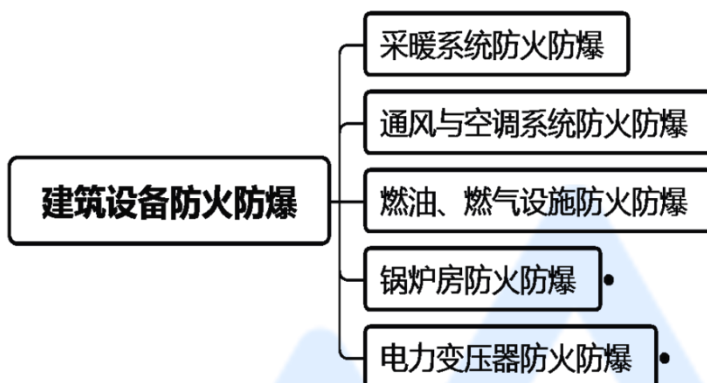 采暖系统防火防爆
通风与空调系统防火防爆
建筑设备防火防爆
燃油、燃气设施防火防爆
锅炉房防火防爆
电力变压器防火防爆